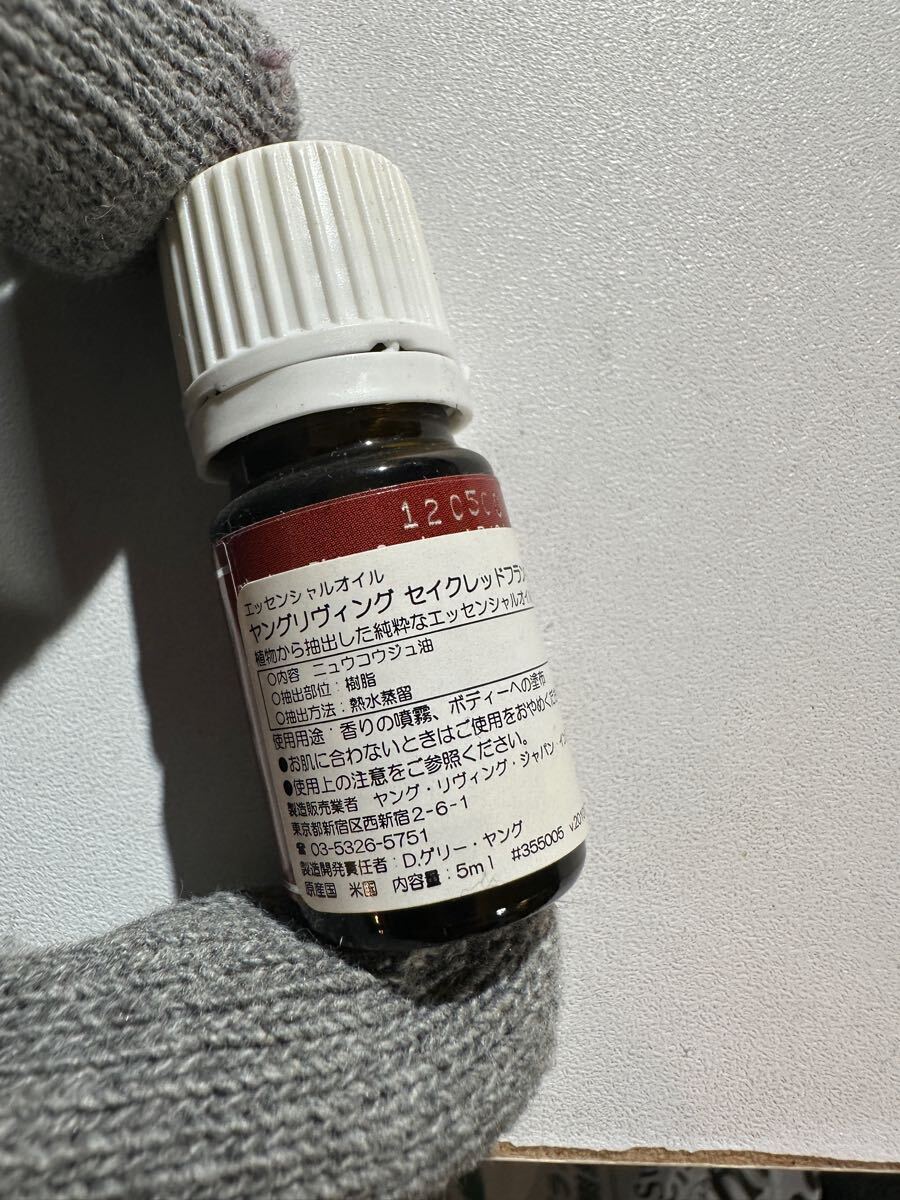 12050
エッセンシャルオイル
ヤングリヴィング セイクレッドフラン
植物から抽出した純粋なエッセンシャルオイル
○内容 ニュウコウジュ油
○抽出部位：樹脂
○抽出方法：熱水蒸留
使用用途：香りの噴霧、ボディーへの塗布
●お肌に合わないときはご使用をおやめくだ
●使用上の注意をご参照ください。
製造販売業者 ヤング・リヴィング・ジャパン・イン
東京都新宿区西新宿2-6-1
☎ 03-5326-5751
製造開発責任者：D.ゲリー・ヤング
原産国 米国 内容量：5ml #355005 v.2010